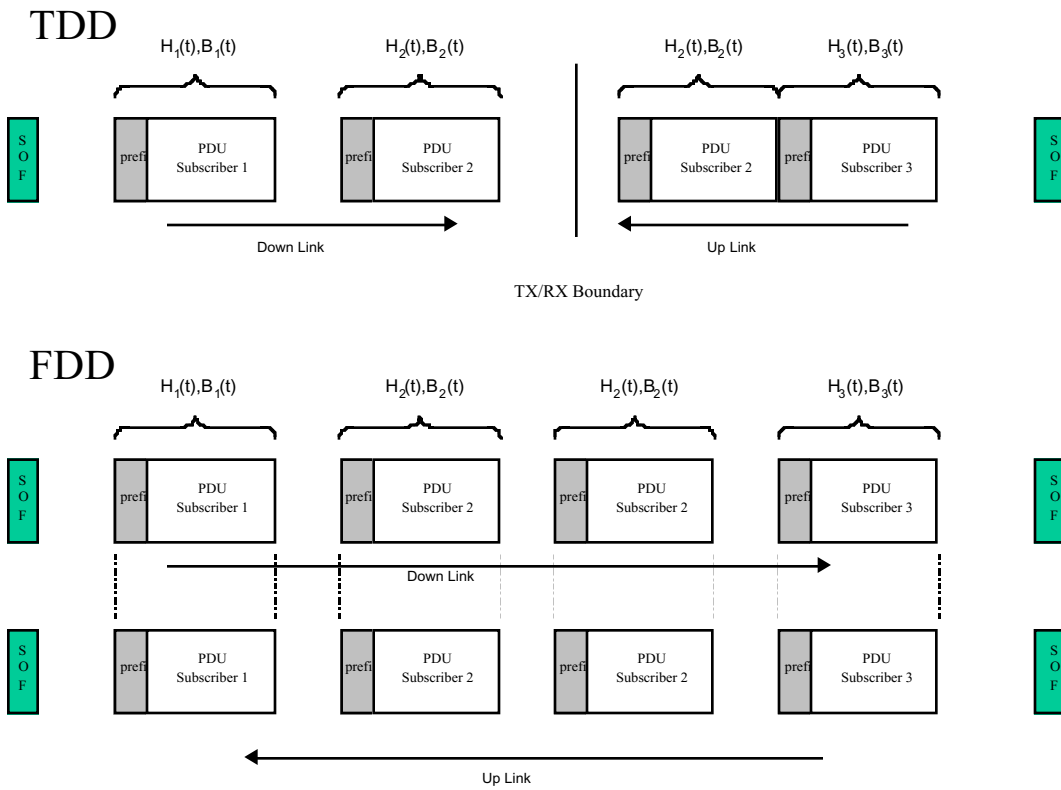 TDD
H1(t),B1(t)
H2(t),B2(t)
H2(t),B2(t)
H3(t),B3(t)
S
O
F
prefi
PDU
Subscriber 1
prefi
PDU
Subscriber 2
prefi
PDU
Subscriber 2
prefi
PDU
Subscriber 3
S
O
F
Down Link
Up Link
TX/RX Boundary
FDD
H1(t),B1(t)
H2(t),B2(t)
H2(t),B2(t)
H3(t),B3(t)
S
O
F
prefi
PDU
Subscriber 1
prefi
PDU
Subscriber 2
prefi
PDU
Subscriber 2
prefi
PDU
Subscriber 3
S
O
F
Down Link
S
O
F
prefi
PDU
Subscriber 1
prefi
PDU
Subscriber 2
prefi
PDU
Subscriber 2
prefi
PDU
Subscriber 3
S
O
F
Up Link